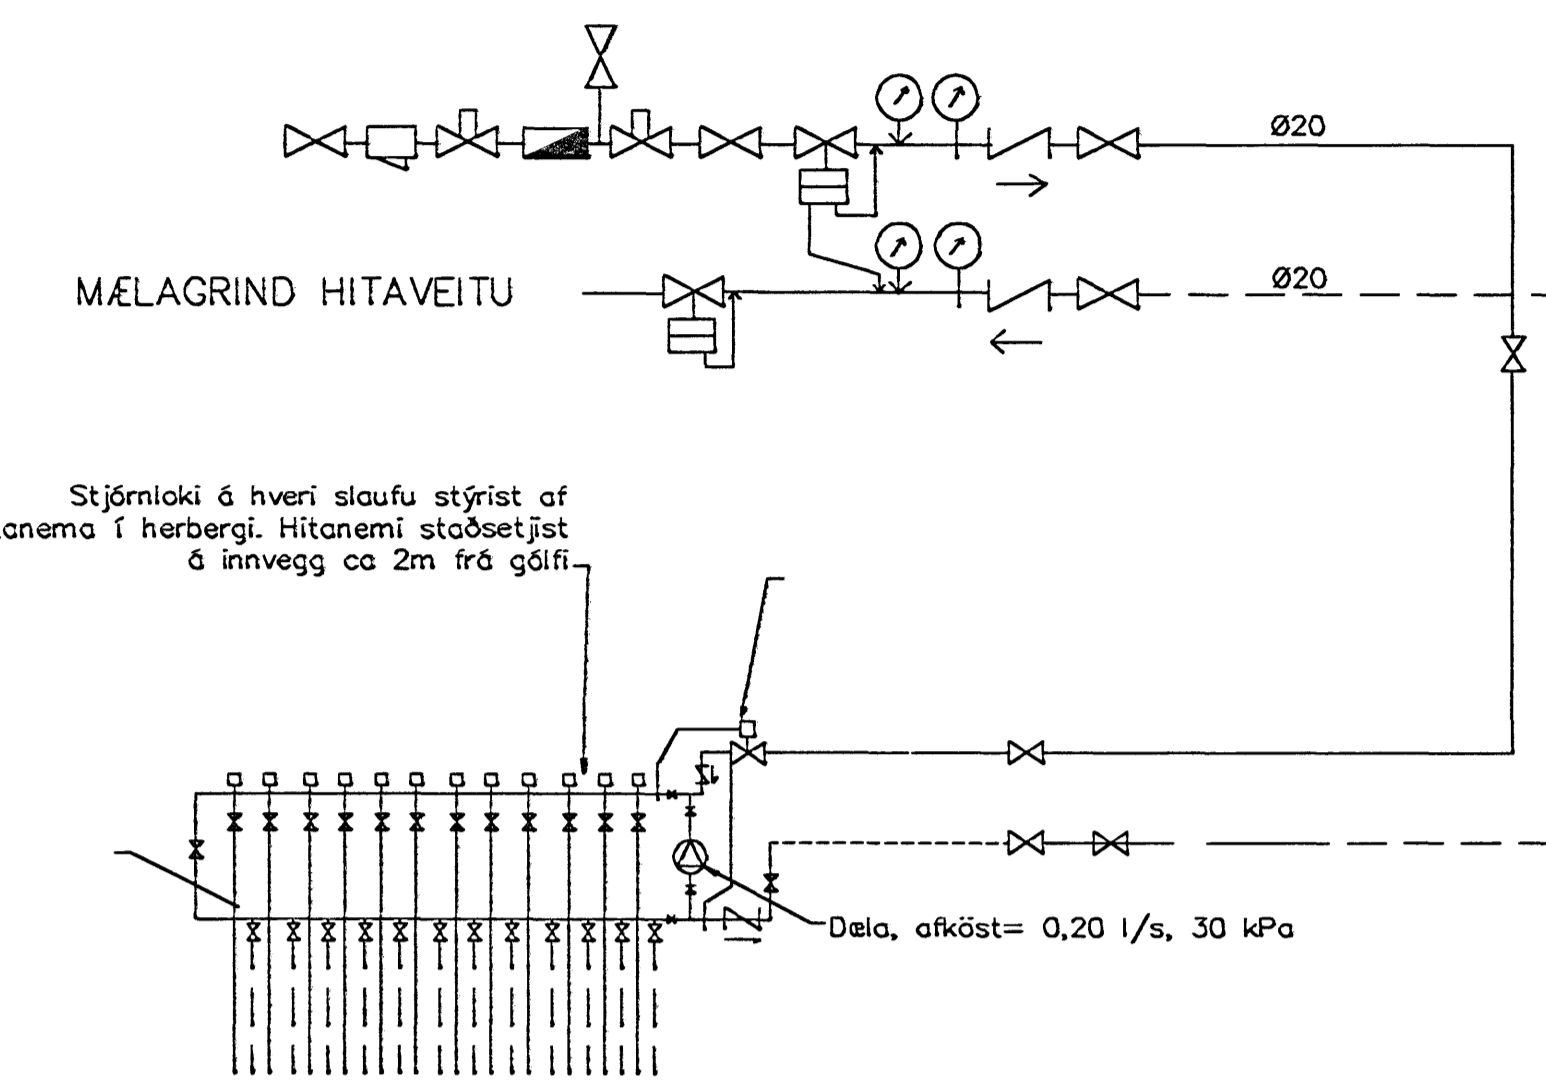 Ø20
MÆLAGRIND HITAVEITU
Ø20
Stjórnloki á hveri slaufu stýrist af
anema í herbergi. Hitanemi staðsetjist
á innvegg ca 2m frá gólfi
Dæla, afköst= 0,20 l/s, 30 kPa